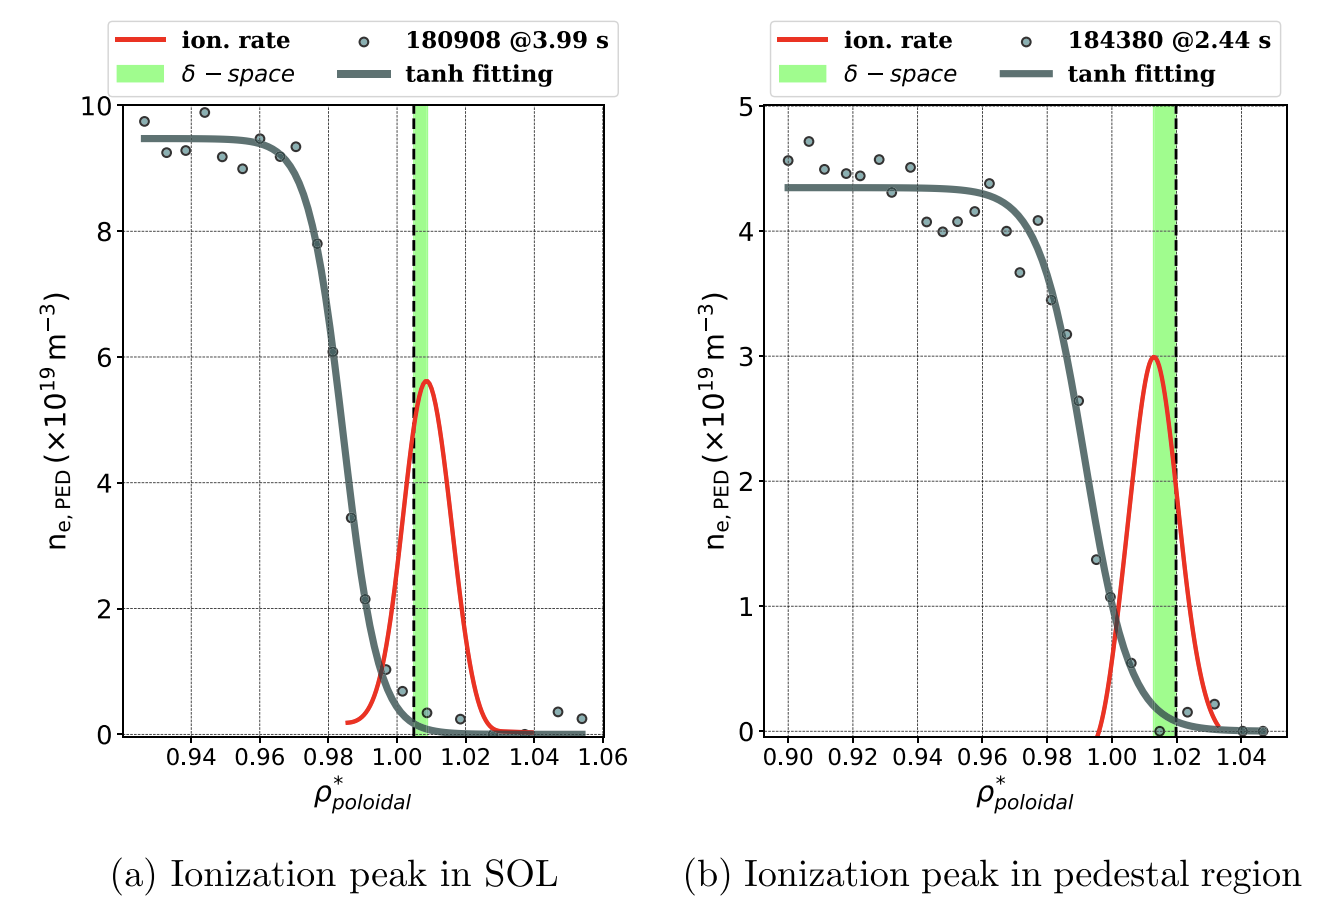 ion. rate
180908 @3.99 s
δ − space
tanh fitting
10
8
6
4
2
0
n_e, PED (×10^19 m^−3)
0.94 0.96 0.98 1.00 1.02 1.04 1.06
ρ*_poloidal
(a) Ionization peak in SOL
ion. rate
184380 @2.44 s
δ − space
tanh fitting
5
4
3
2
1
0
n_e, PED (×10^19 m^−3)
0.90 0.92 0.94 0.96 0.98 1.00 1.02 1.04
ρ*_poloidal
(b) Ionization peak in pedestal region